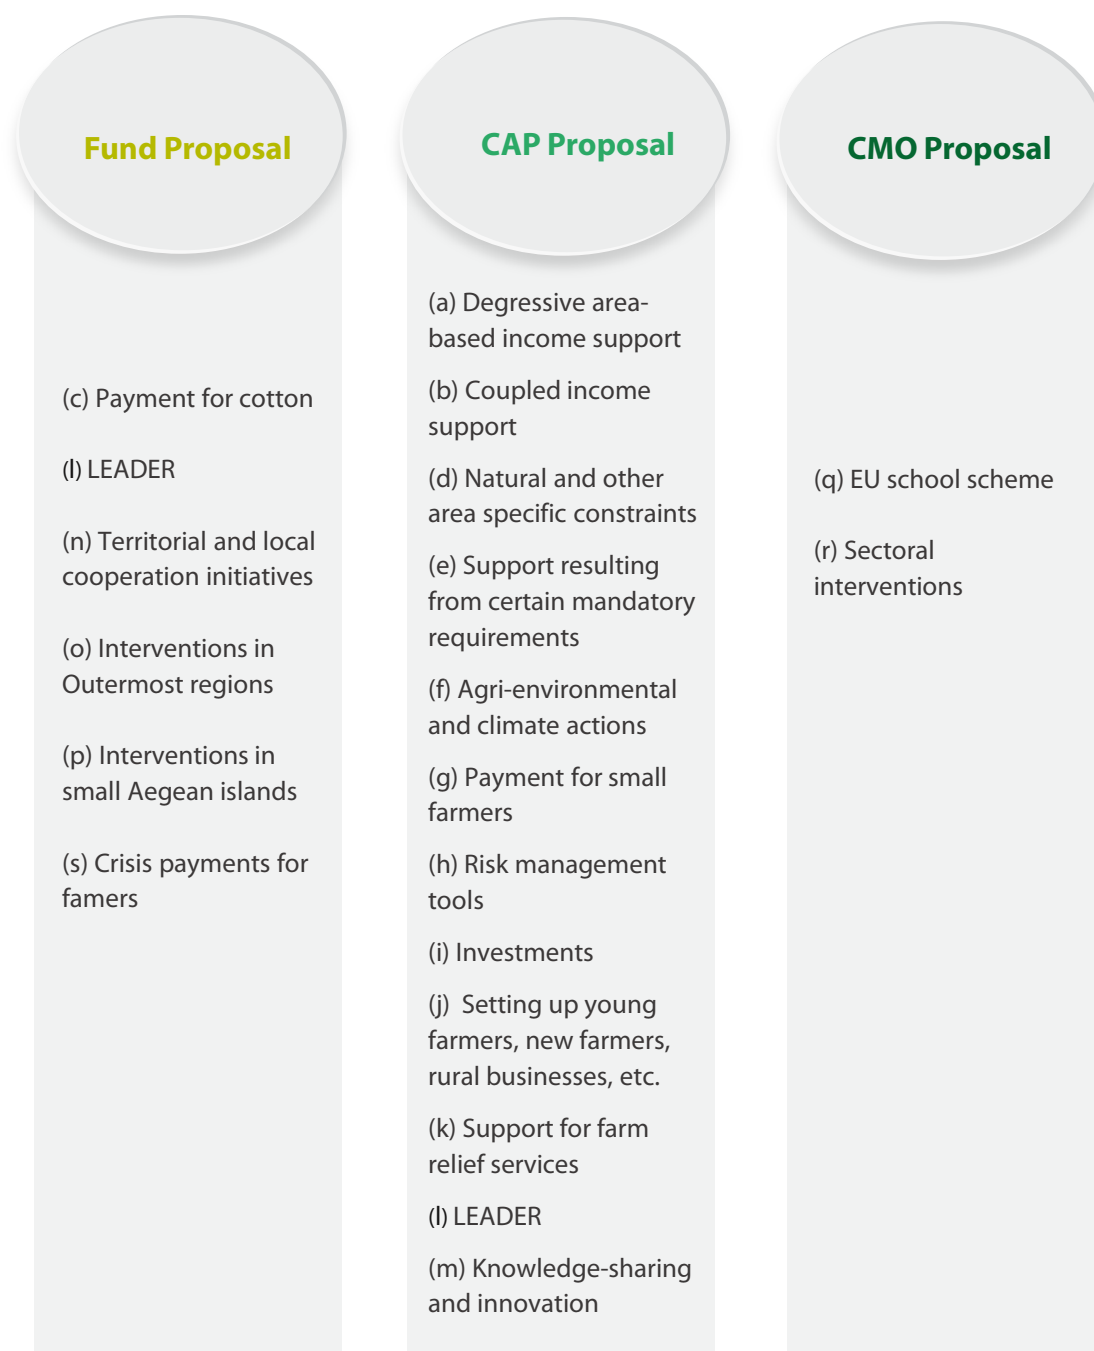 Fund Proposal
(c) Payment for cotton
(l) LEADER
(n) Territorial and local
cooperation initiatives
(o) Interventions in
Outermost regions
(p) Interventions in
small Aegean islands
(s) Crisis payments for
famers
CAP Proposal
(a) Degressive area-
based income support
(b) Coupled income
support
(d) Natural and other
area specific constraints
(e) Support resulting
from certain mandatory
requirements
(f) Agri-environmental
and climate actions
(g) Payment for small
farmers
(h) Risk management
tools
(i) Investments
(j) Setting up young
farmers, new farmers,
rural businesses, etc.
(k) Support for farm
relief services
(l) LEADER
(m) Knowledge-sharing
and innovation
CMO Proposal
(q) EU school scheme
(r) Sectoral
interventions